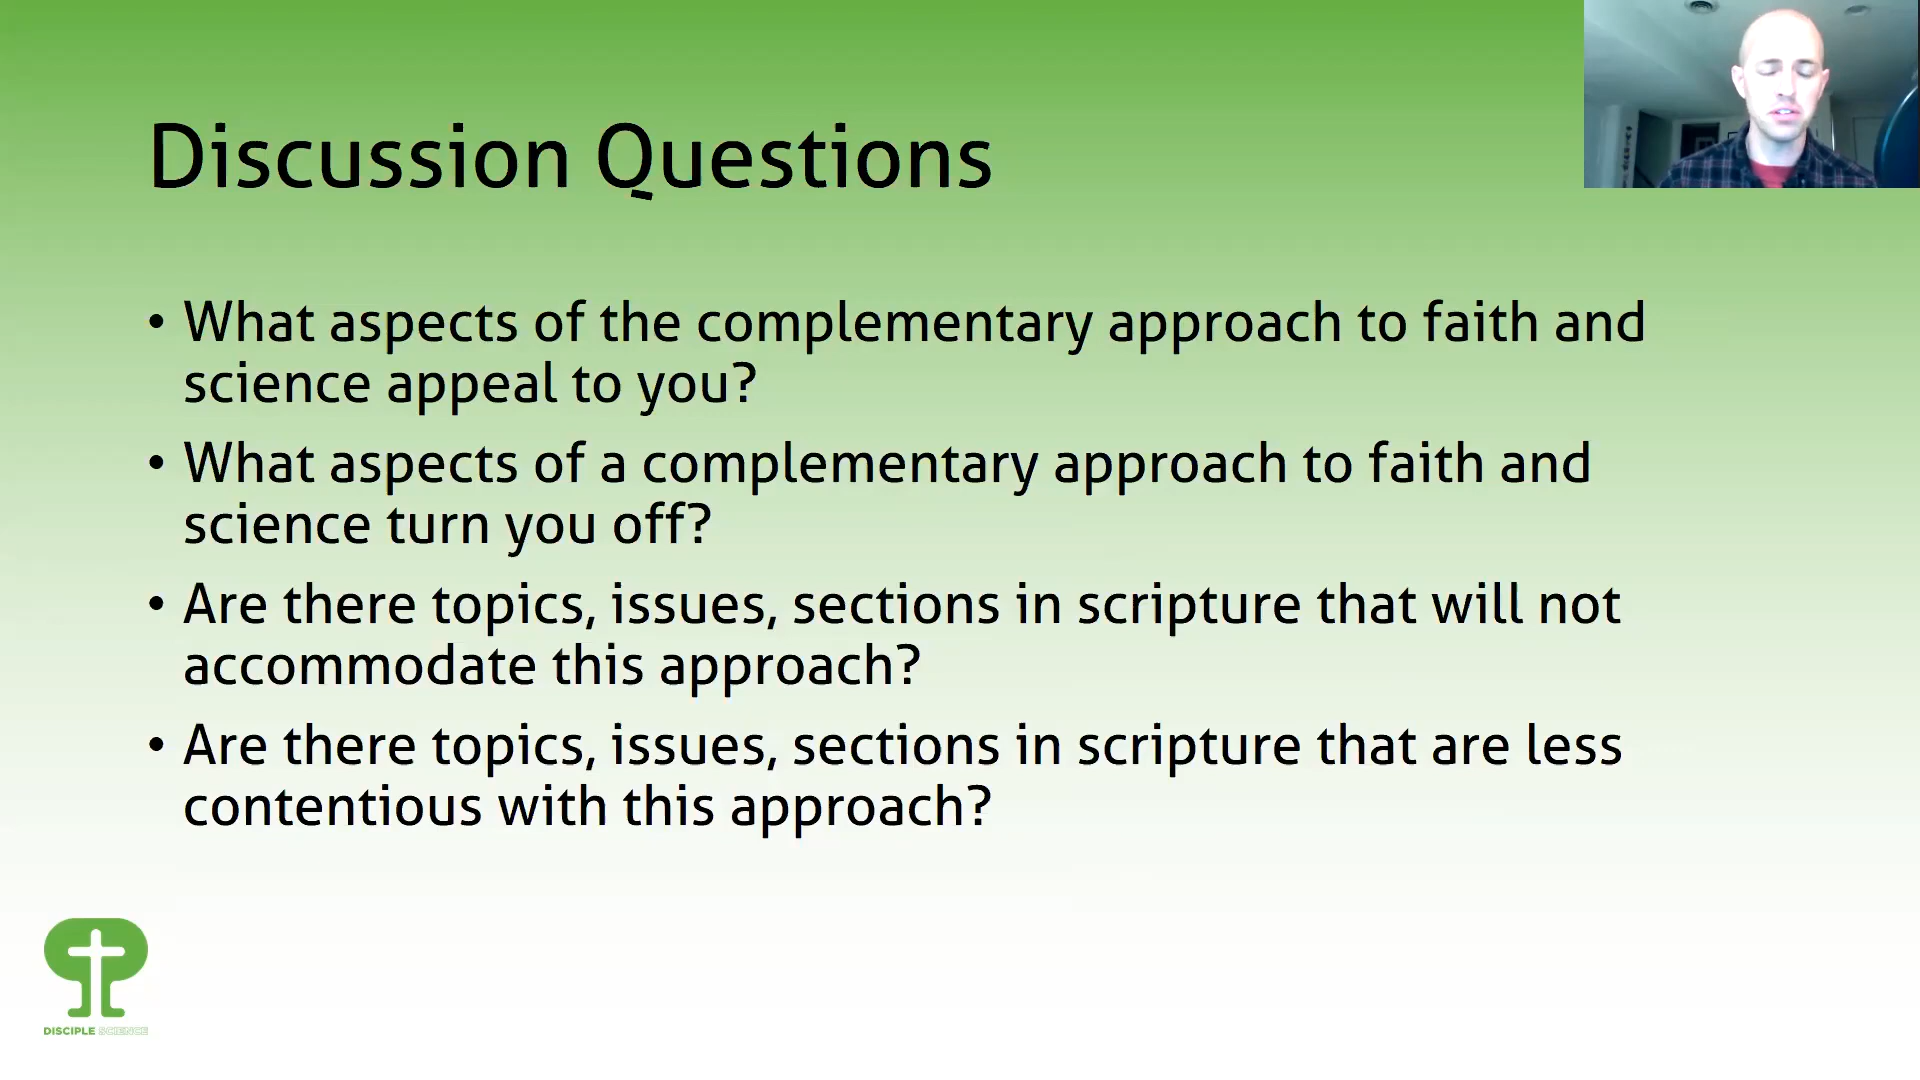 Discussion Questions
• What aspects of the complementary approach to faith and
science appeal to you?
• What aspects of a complementary approach to faith and
science turn you off?
• Are there topics, issues, sections in scripture that will not
accommodate this approach?
• Are there topics, issues, sections in scripture that are less
contentious with this approach?
DISCIPLE SCIENCE